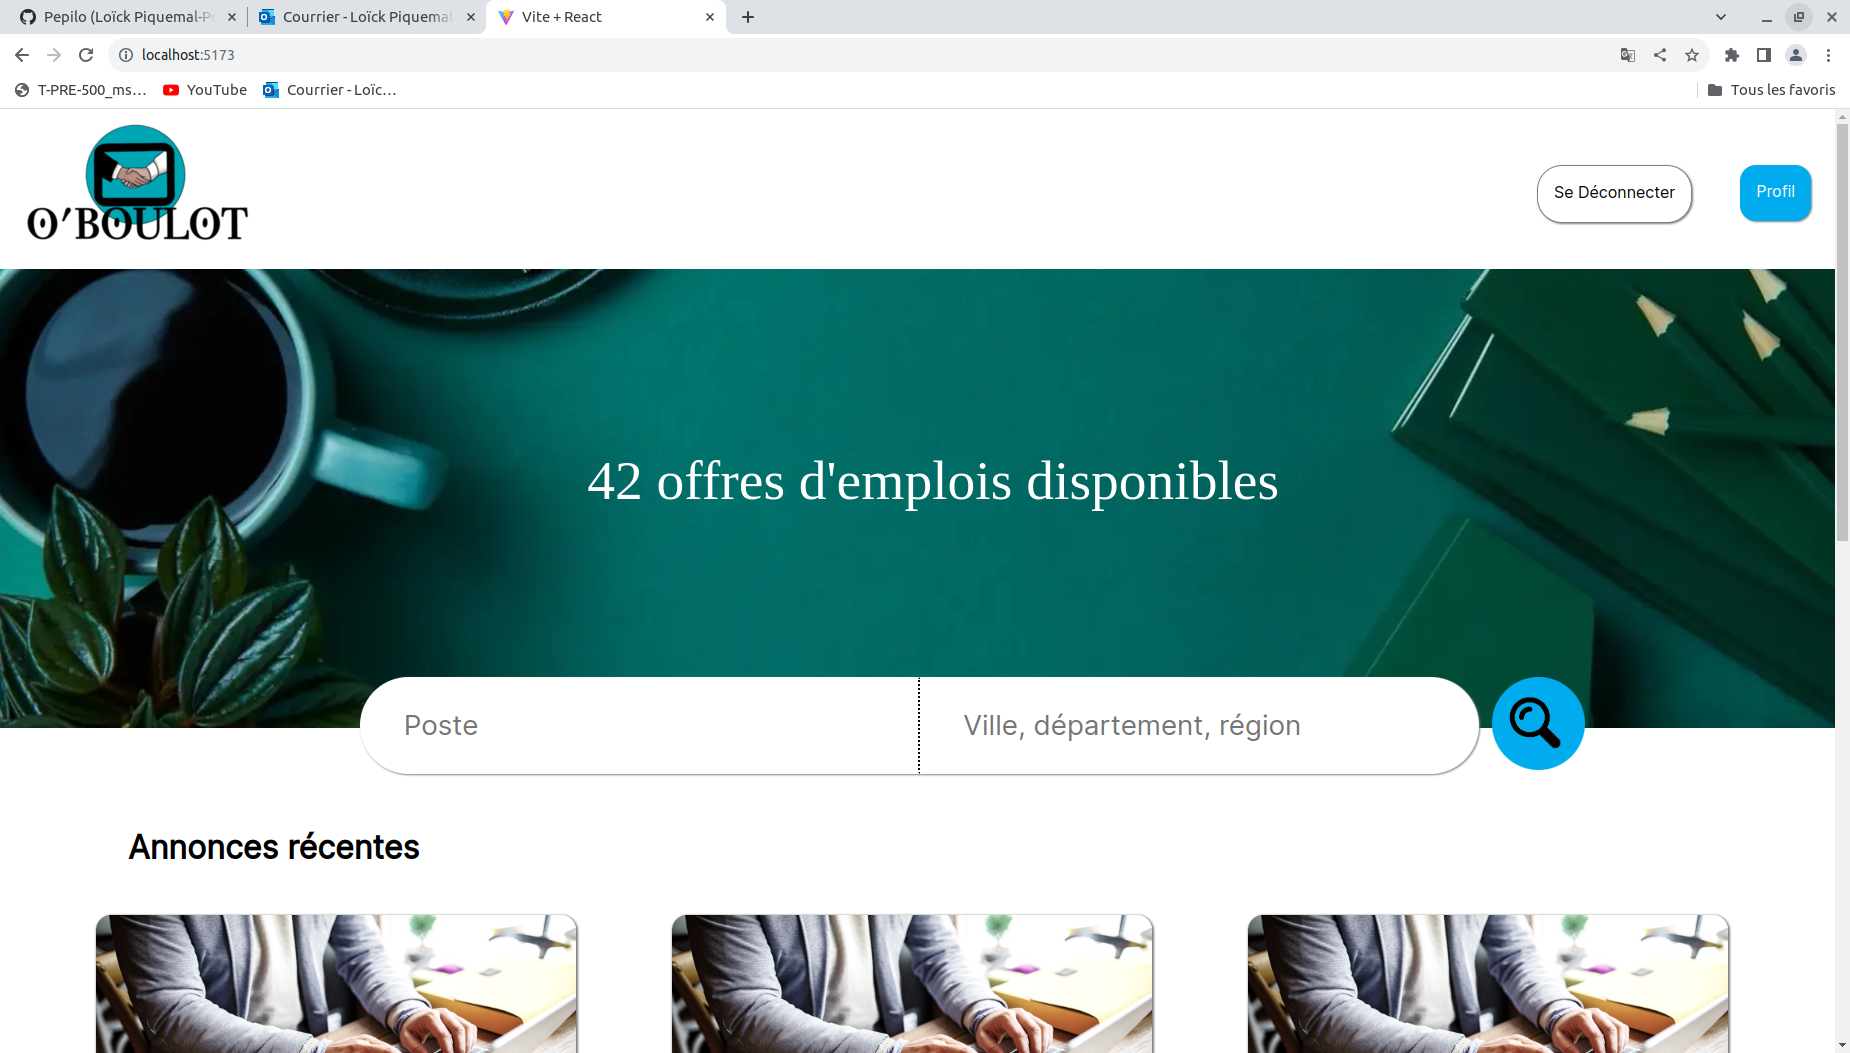 Pepilo (Loïck Piquemal-P
Courrier - Loïck Piquemal
Vite + React
localhost:5173
T-PRE-500_ms...
YouTube
Courrier - Loïc...
Tous les favoris
O'BOULOT
Se Déconnecter
Profil
42 offres d'emplois disponibles
Poste
Ville, département, région
Annonces récentes